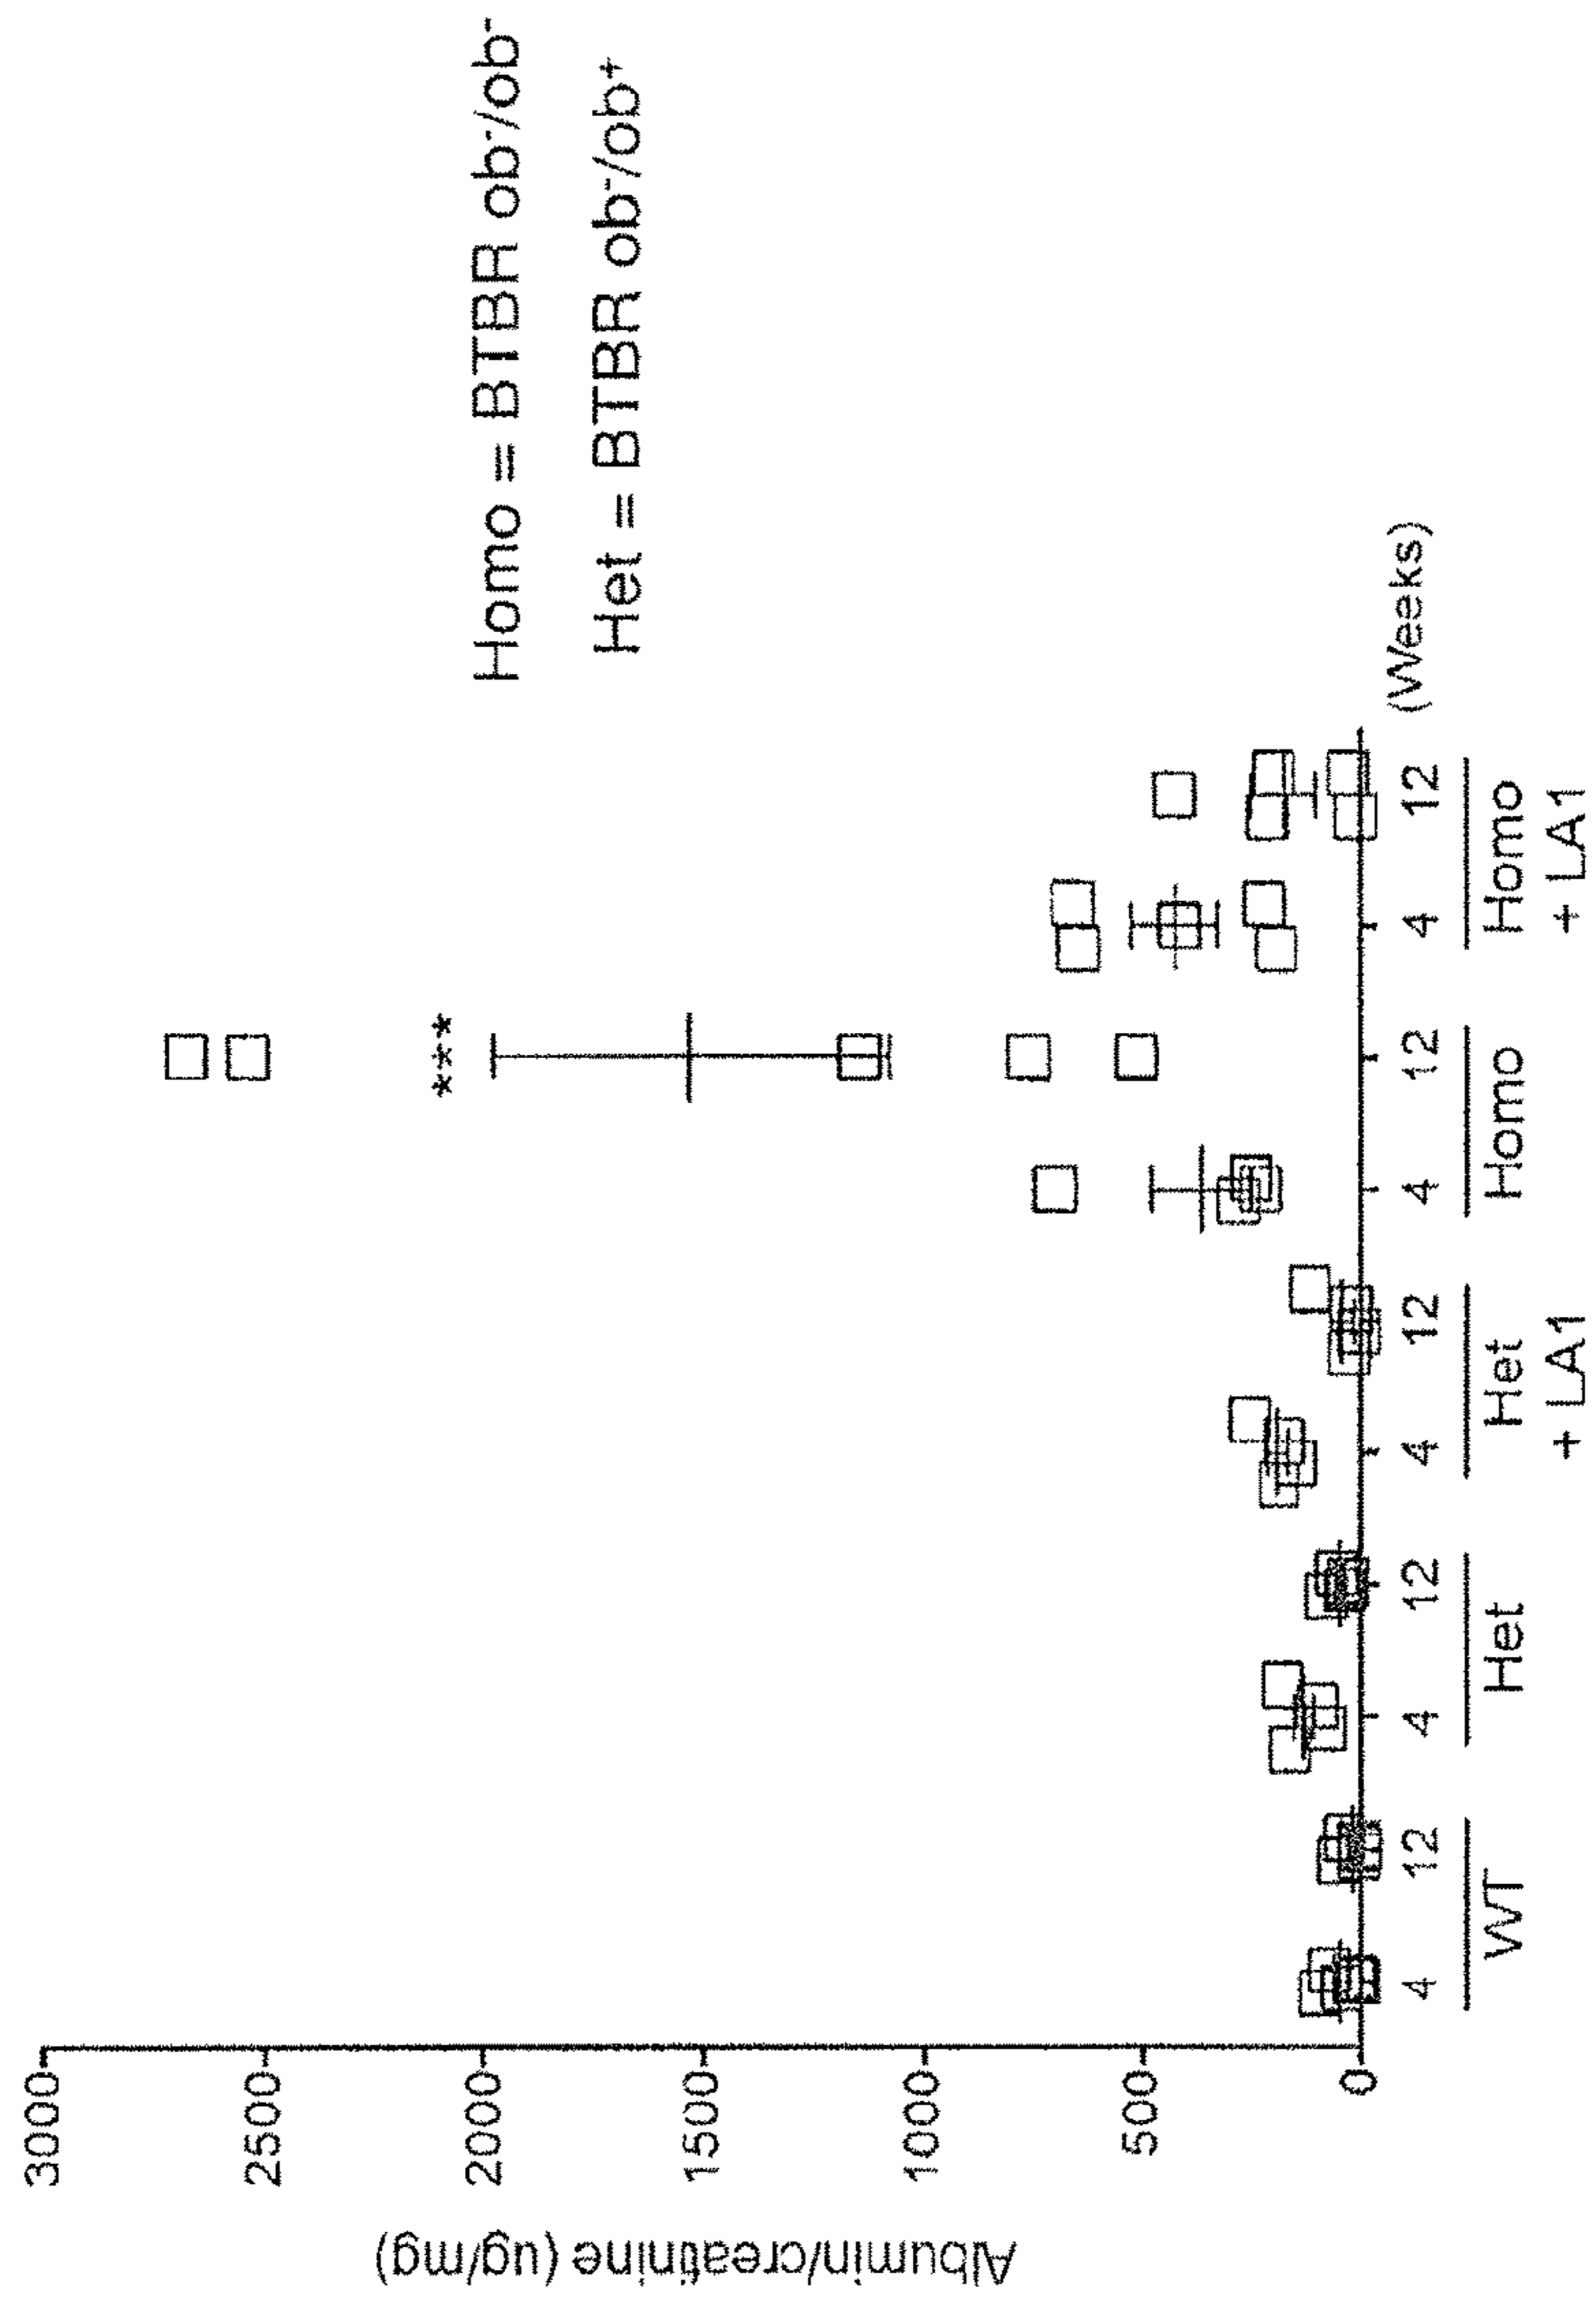 Homo = BTBR ob⁻/ob⁻
Het = BTBR ob⁻/ob⁺
Albumin/creatinine (ug/mg)
3000
2500
2000
1500
1000
500
0
***
4 12 4 12 4 12 4 12 4 12 (Weeks)
WT Het Het Homo Homo
+ LA1 + LA1